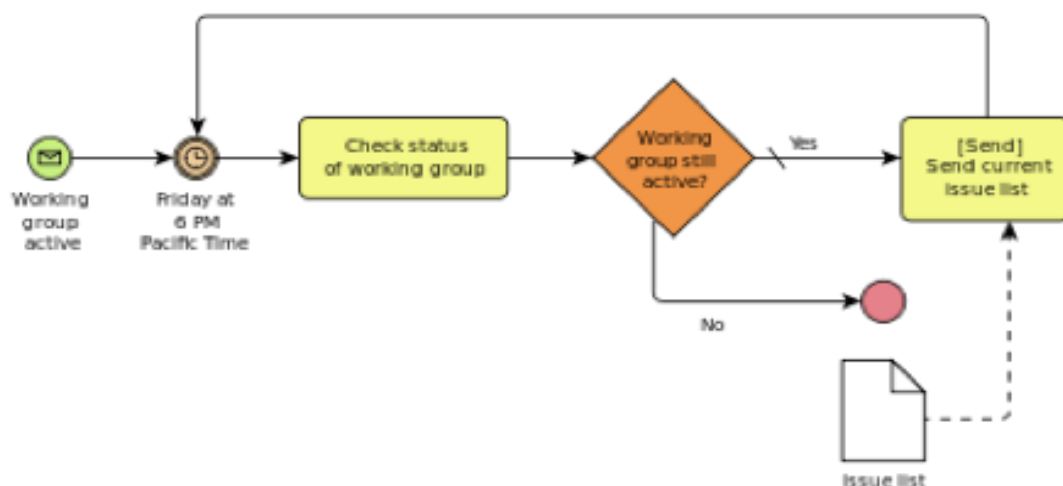 Working
group
active
Friday at
6 PM
Pacific Time
Check status
of working group
Working
group still
active?
Yes
[Send]
Send current
issue list
No
Issue list